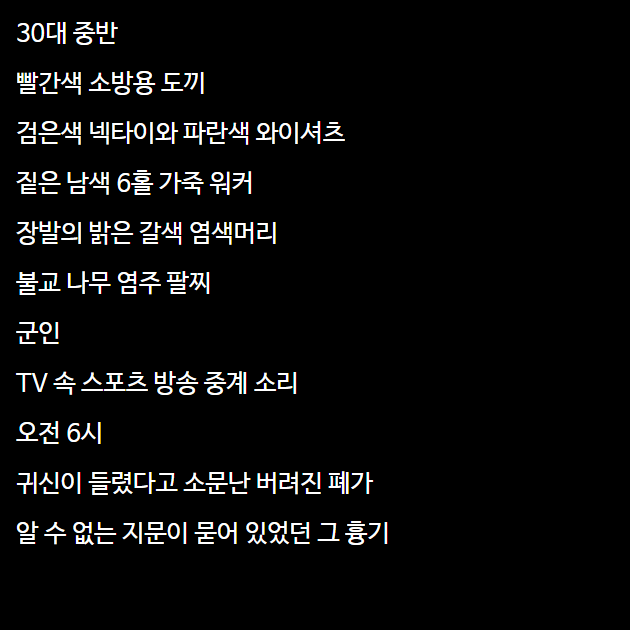 30대 중반
빨간색 소방용 도끼
검은색 넥타이와 파란색 와이셔츠
짙은 남색 6홀 가죽 워커
장발의 밝은 갈색 염색머리
불교 나무 염주 팔찌
군인
TV 속 스포츠 방송 중계 소리
오전 6시
귀신이 들렸다고 소문난 버려진 폐가
알 수 없는 지문이 묻어 있었던 그 흉기